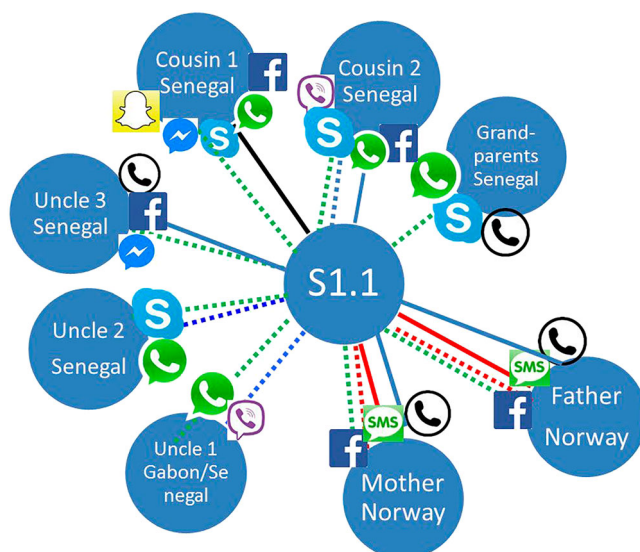 Cousin 1
Senegal
Cousin 2
Senegal
Grand-
parents
Senegal
Uncle 3
Senegal
S1.1
Uncle 2
Senegal
Uncle 1
Gabon/Se
negal
SMS
Mother
Norway
SMS
Father
Norway